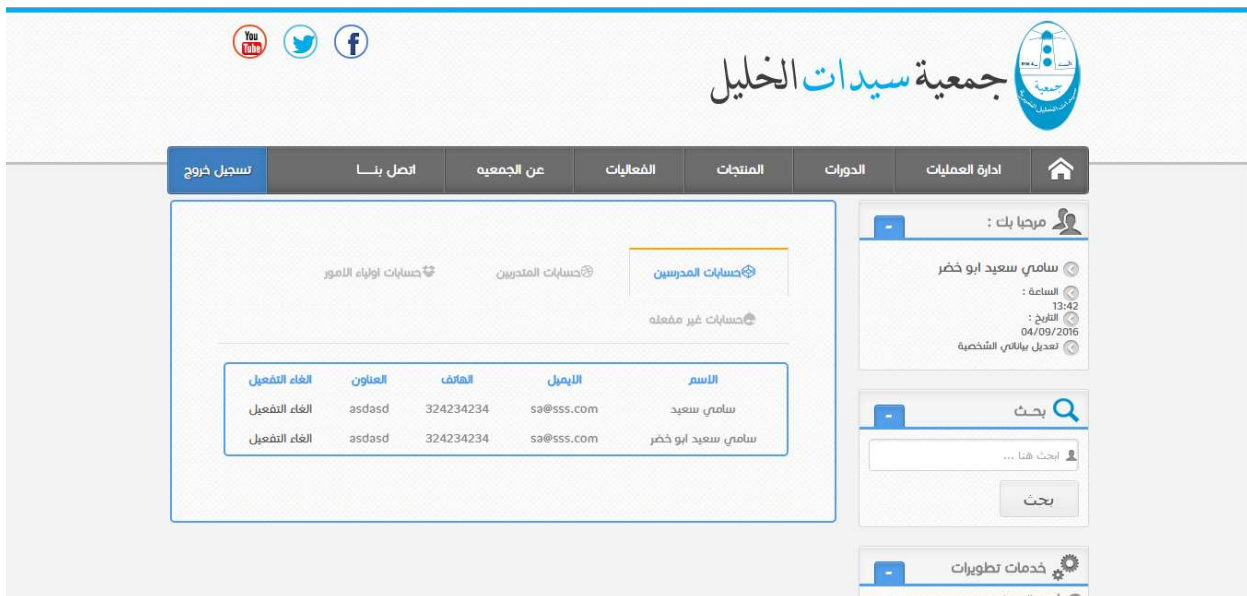 You
Tube
جمعية سيدات الخليل
جمعية
ادارة العمليات
الدورات
المنتجات
الفعاليات
عن الجمعيه
اتصل بنـــا
تسجيل خروج
مرحبا بك :
-
سامي سعيد ابو خضر
الساعة :
13:42
التاريخ :
04/09/2016
تعديل بياناتي الشخصية
بحـث
-
ابحث هنا ...
بحث
خدمات تطويرات
-
حسابات المدرسين
حسابات المتدربين
حسابات اولياء الامور
حسابات غير مفعله
الاسم الايميل الهاتف العناون الغاء التفعيل
سامي سعيد sa@sss.com 324234234 asdasd الغاء التفعيل
سامي سعيد ابو خضر sa@sss.com 324234234 asdasd الغاء التفعيل